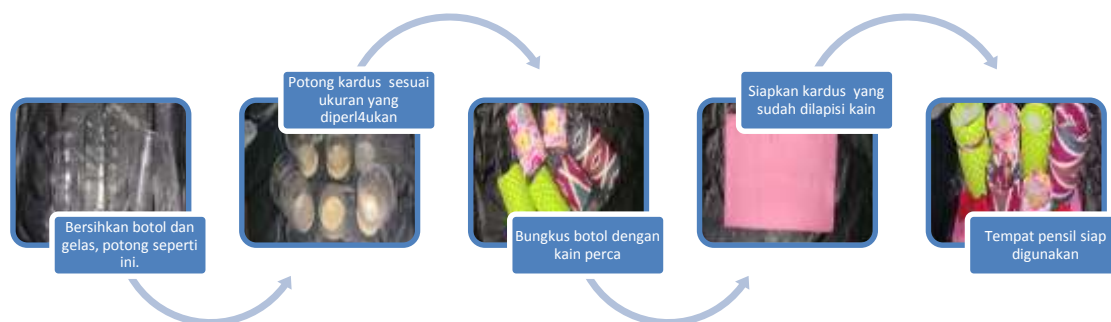 Bersihkan botol dan
gelas, potong seperti
ini.
Potong kardus sesuai
ukuran yang
diperl4ukan
Bungkus botol dengan
kain perca
Siapkan kardus yang
sudah dilapisi kain
Tempat pensil siap
digunakan